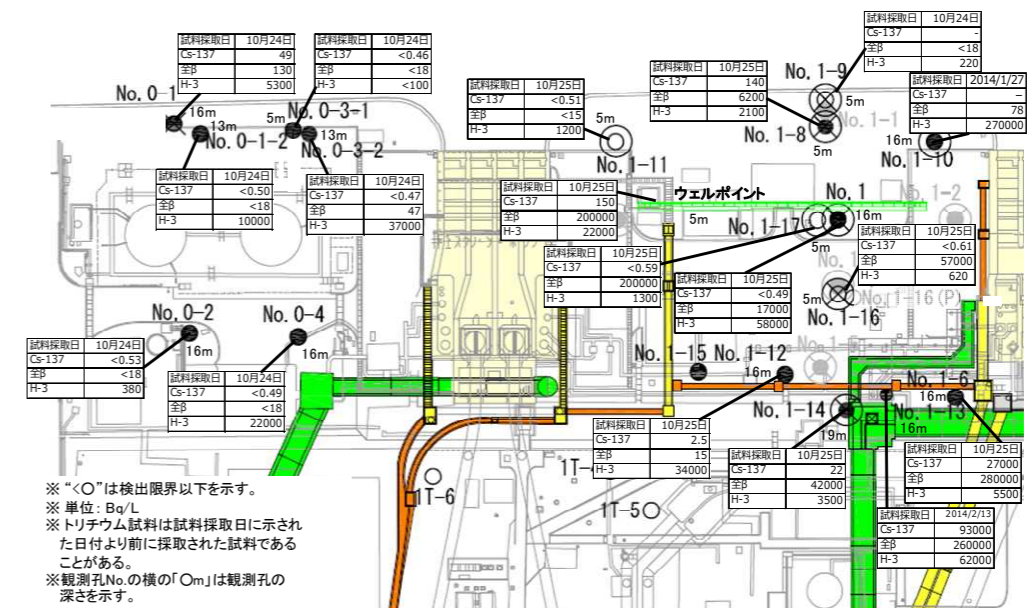 試料採取日 10月24日
Cs-137 49
全β 130
H-3 5300
試料採取日 10月24日
Cs-137 <0.46
全β <18
H-3 <100
試料採取日 10月24日
Cs-137 -
全β <18
H-3 220
試料採取日 10月25日
Cs-137 <0.51
全β <15
H-3 1200
試料採取日 10月25日
Cs-137 140
全β 6200
H-3 2100
試料採取日 2014/1/27
Cs-137 -
全β 78
H-3 270000
No. 0-1
16m
13m
No. 0-1-2
No. 0-3-1
5m
13m
No. 0-3-2
No. 1-11
No. 1-9
5m
No. 1-8
5m
No. 1-1
16m
No. 1-10
試料採取日 10月24日
Cs-137 <0.50
全β <18
H-3 10000
試料採取日 10月24日
Cs-137 <0.47
全β 47
H-3 37000
試料採取日 10月25日
Cs-137 150
全β 200000
H-3 22000
ウェルポイント
5m
No. 1
16m
No. 1-2
No. 1-17
5m
試料採取日 10月25日
Cs-137 <0.59
全β 200000
H-3 1300
試料採取日 10月25日
Cs-137 <0.49
全β 17000
H-3 58000
試料採取日 10月25日
Cs-137 <0.61
全β 57000
H-3 620
5m
No. 1-16(P)
No. 1-16
No. 0-2
16m
No. 0-4
16m
試料採取日 10月24日
Cs-137 <0.53
全β <18
H-3 380
試料採取日 10月24日
Cs-137 <0.49
全β <18
H-3 22000
No. 1-15
No. 1-12
16m
No. 1-14
19m
No. 1-6
16m
No. 1-13
16m
試料採取日 10月25日
Cs-137 2.5
全β 15
H-3 34000
試料採取日 10月25日
Cs-137 22
全β 42000
H-3 3500
試料採取日 10月25日
Cs-137 27000
全β 280000
H-3 5500
試料採取日 2014/2/13
Cs-137 93000
全β 260000
H-3 62000
1T-6
1T-5
※ “<○”は検出限界以下を示す。
※ 単位: Bq/L
※トリチウム試料は試料採取日に示され
た日付より前に採取された試料である
ことがある。
※観測孔No.の横の「○m」は観測孔の
深さを示す。